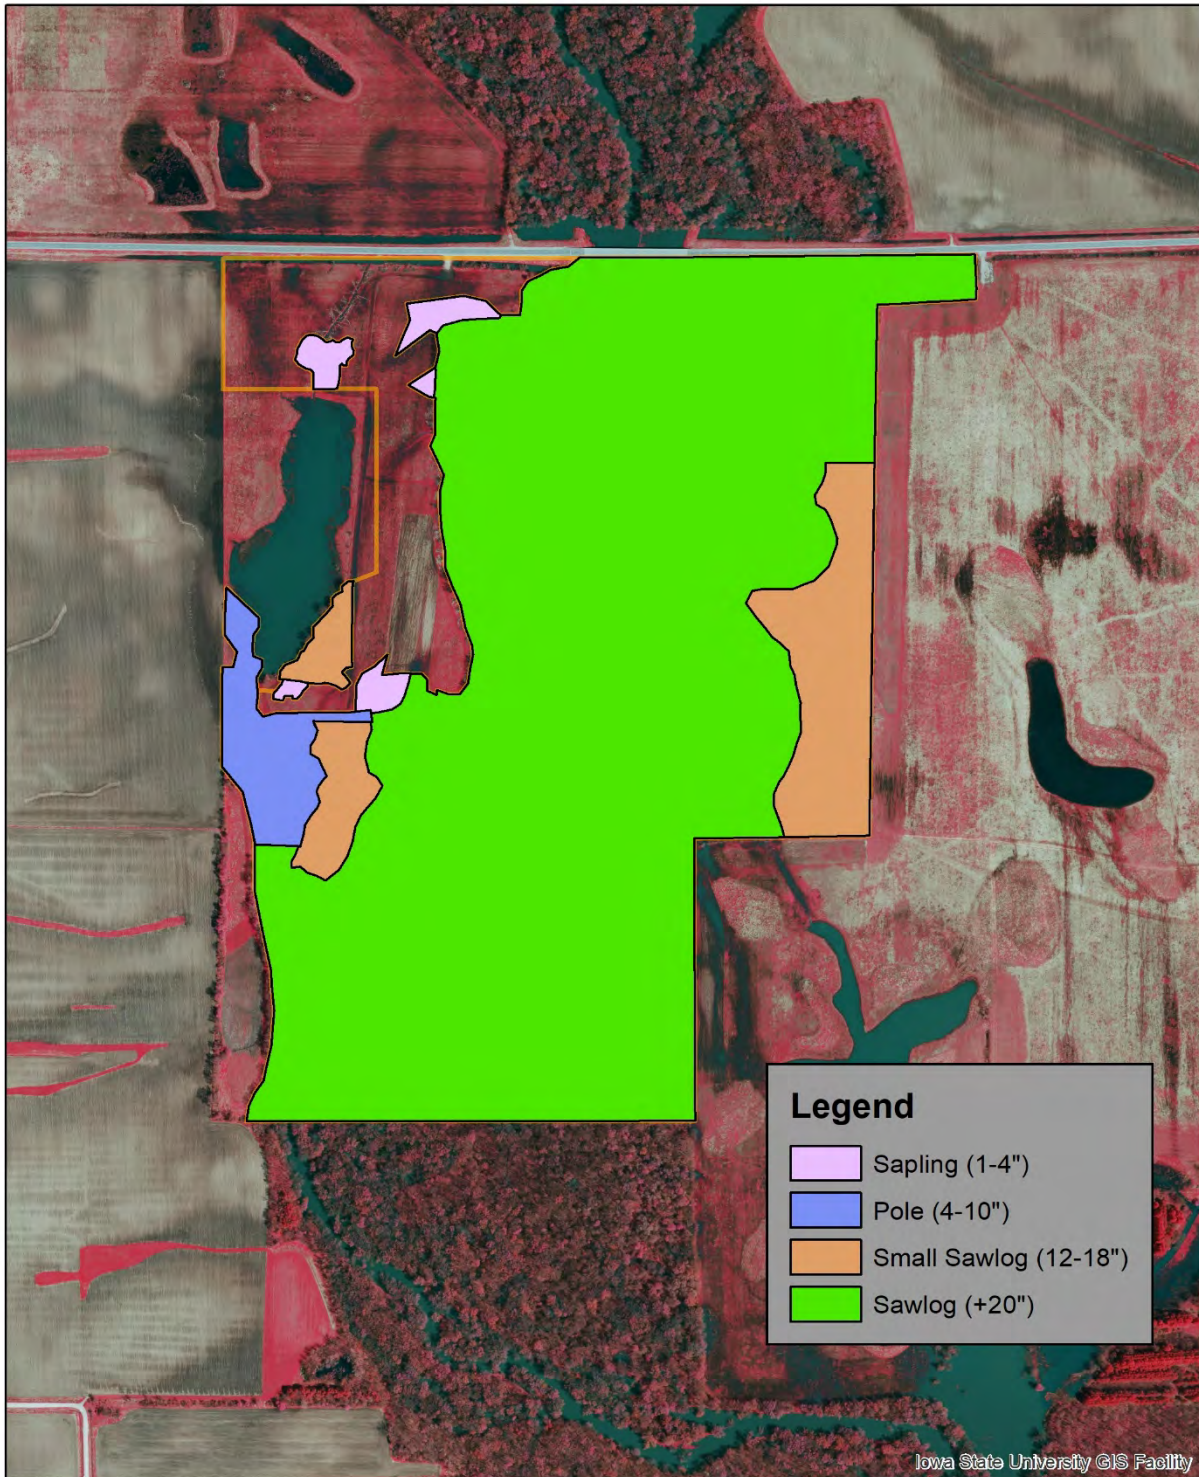 Legend
Sapling (1-4")
Pole (4-10")
Small Sawlog (12-18")
Sawlog (+20")
Iowa State University GIS Facility